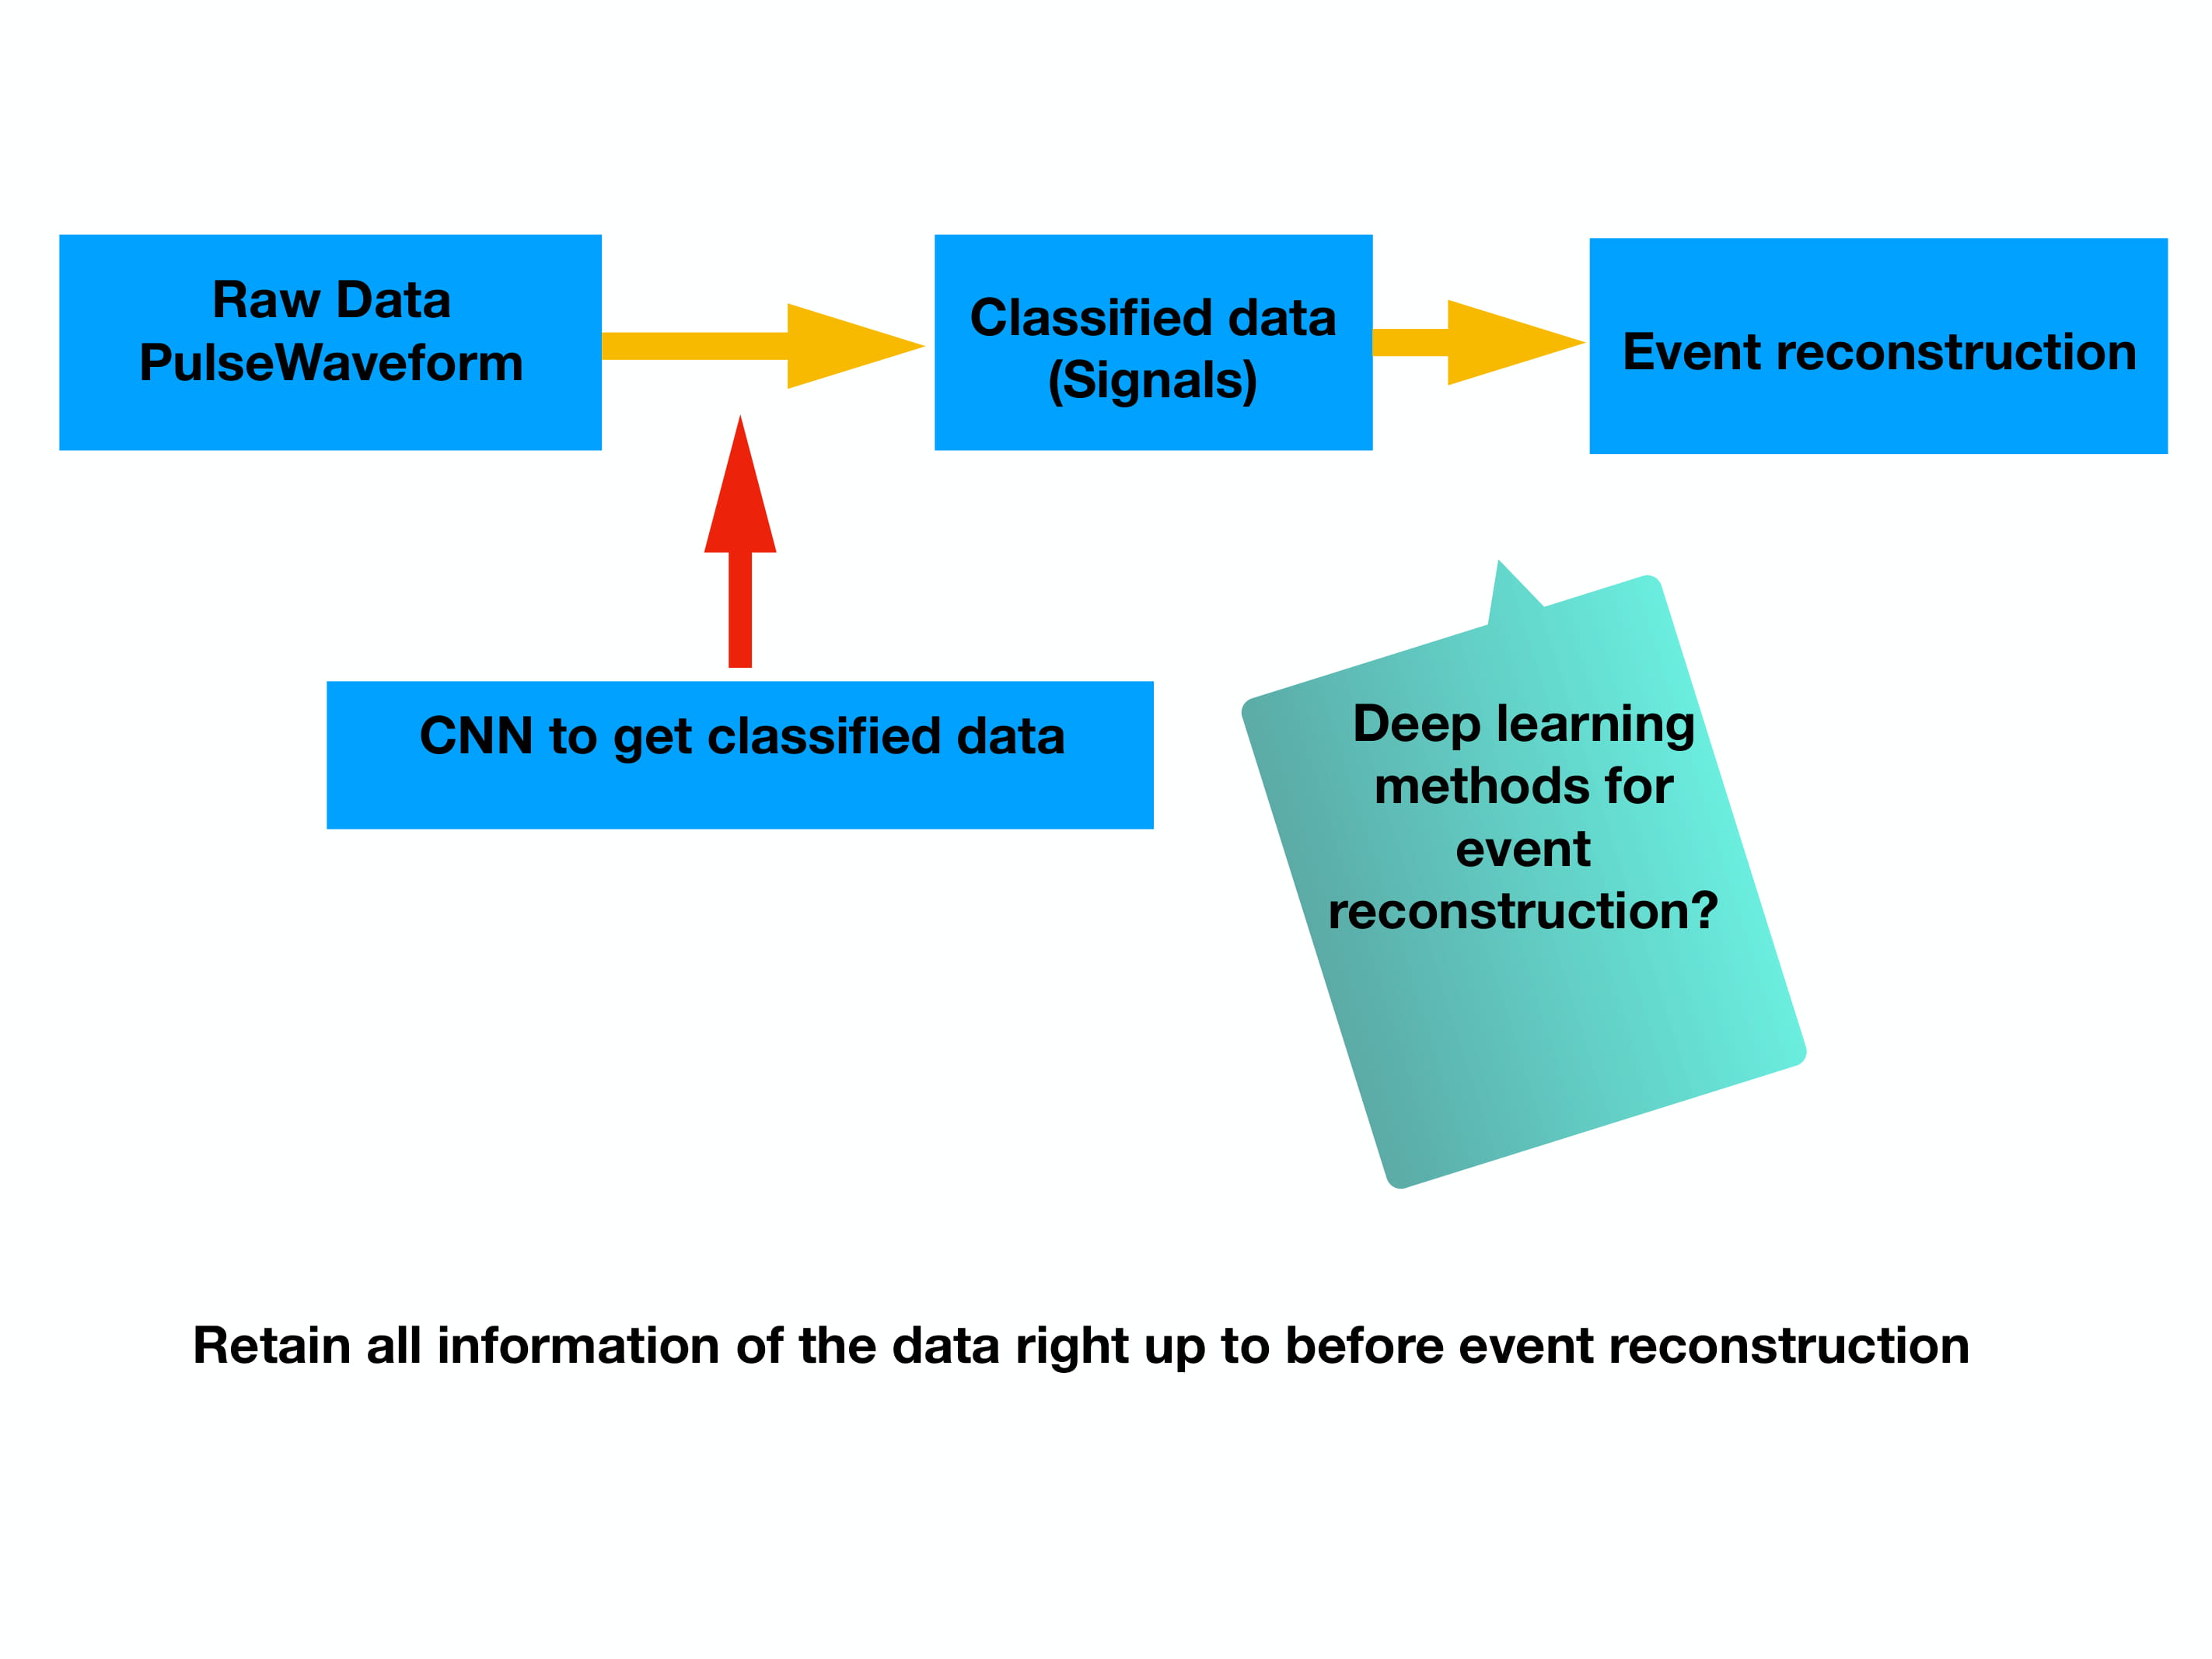 Raw Data
PulseWaveform
Classified data
(Signals)
Event reconstruction
CNN to get classified data
Deep learning
methods for
event
reconstruction?
Retain all information of the data right up to before event reconstruction